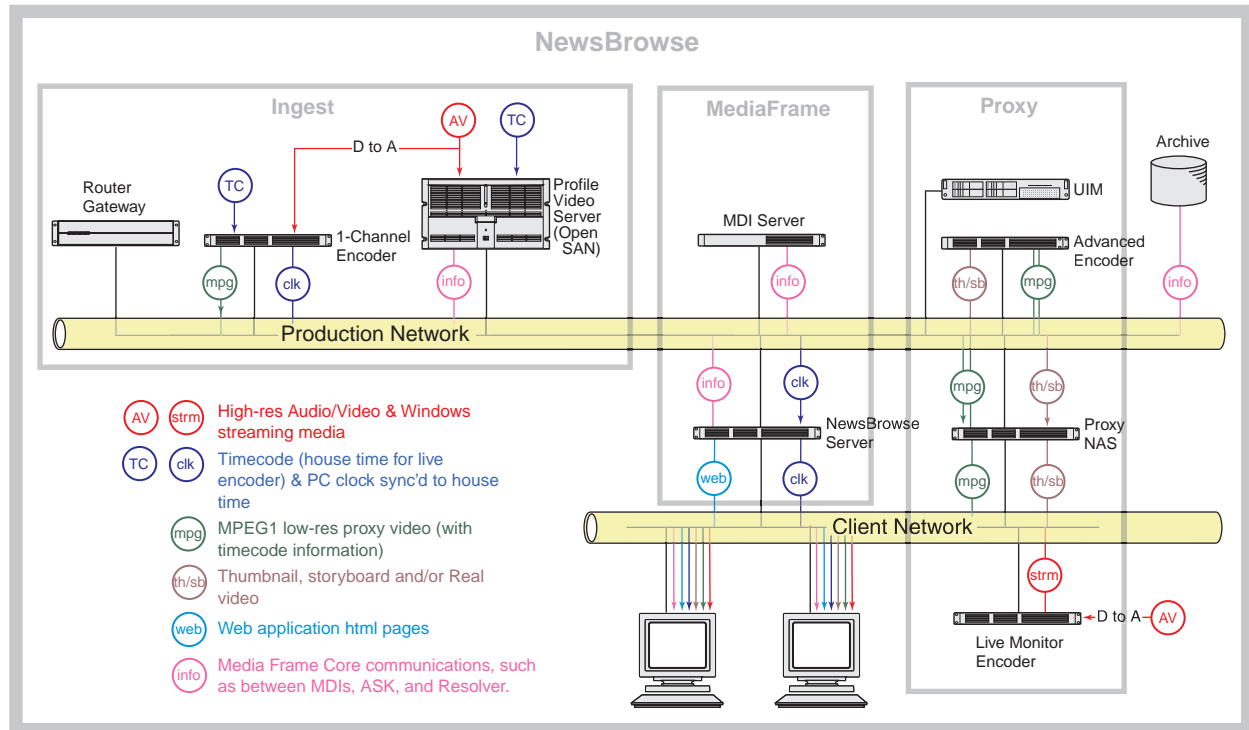 NewsBrowse
Ingest
MediaFrame
Proxy
AV
TC
D to A
Archive
TC
Router
Gateway
Profile
Video
Server
(Open
SAN)
UIM
MDI Server
1-Channel
Encoder
Advanced
Encoder
mpg
clk
info
info
th/sb
mpg
info
Production Network
info
clk
mpg
th/sb
AV
strm
High-res Audio/Video & Windows
streaming media
NewsBrowse
Server
Proxy
NAS
TC
clk
Timecode (house time for live
encoder) & PC clock sync'd to house
time
web
clk
mpg
th/sb
mpg
MPEG1 low-res proxy video (with
timecode information)
Client Network
th/sb
Thumbnail, storyboard and/or Real
video
strm
web
Web application html pages
D to A
AV
Live Monitor
Encoder
info
Media Frame Core communications, such
as between MDIs, ASK, and Resolver.